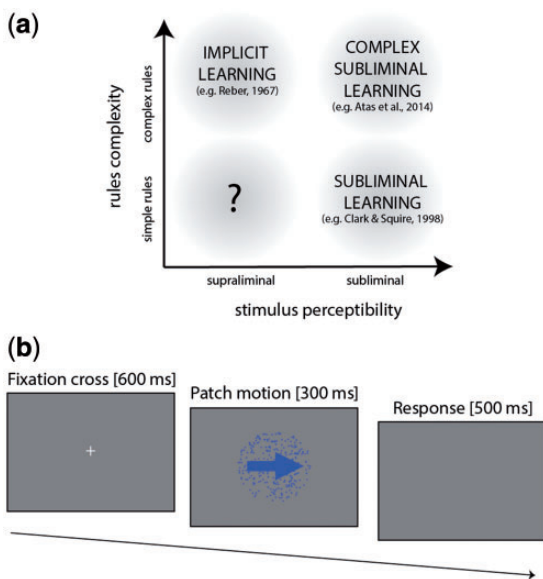 (a)
IMPLICIT
LEARNING
(e.g. Reber, 1967)
COMPLEX
SUBLIMINAL
LEARNING
(e.g. Atas et al., 2014)
complex rules
rules complexity
simple rules
?
SUBLIMINAL
LEARNING
(e.g. Clark & Squire, 1998)
supraliminal
subliminal
stimulus perceptibility
(b)
Fixation cross [600 ms]
Patch motion [300 ms]
Response [500 ms]